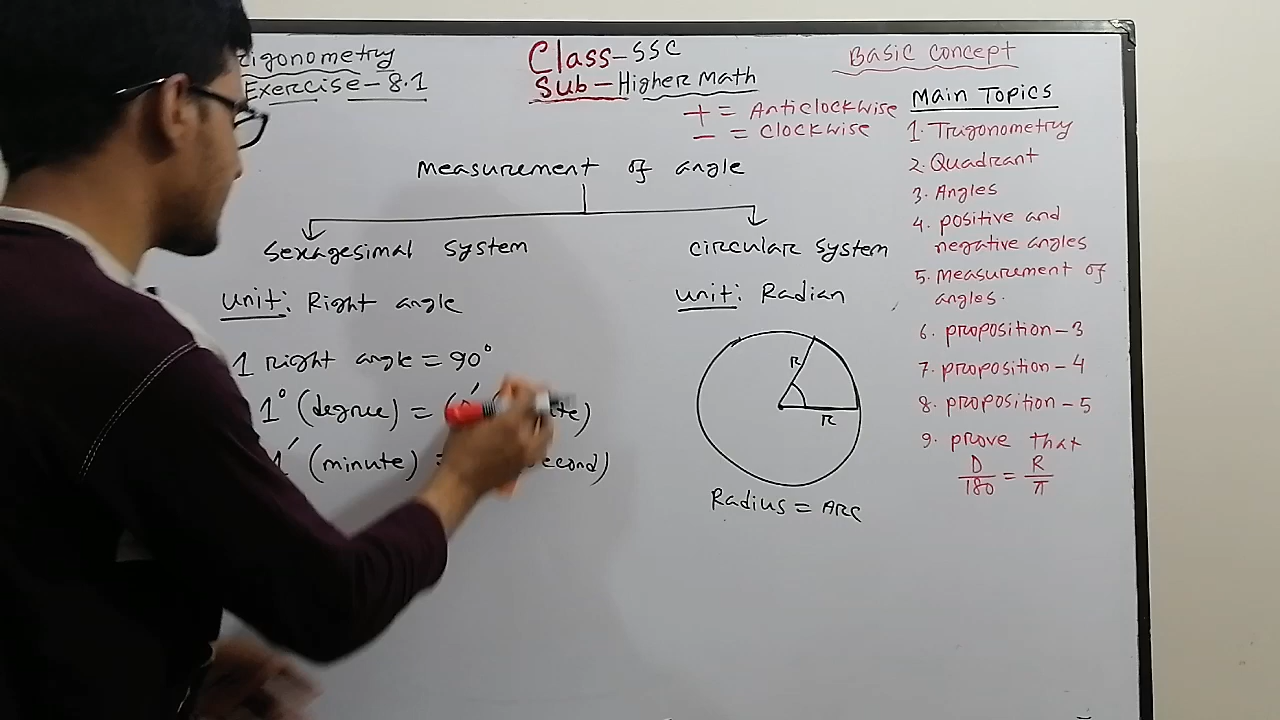 rigonometry
Exercise - 8.1
Class - SSC
Sub - Higher Math
Basic Concept
+ = Anticlockwise
- = clockwise
Measurement of angle
Sexagesimal System
Unit: Right angle
1 Right angle = 90°
1° (degree) =
1′ (minute) =
circular system
Unit: Radian
R
R
Radius = ARC
Main Topics
1. Trigonometry
2. Quadrant
3. Angles
4. positive and
negative angles
5. Measurement of
angles.
6. proposition - 3
7. proposition - 4
8. proposition - 5
9. prove that
D/180 = R/π